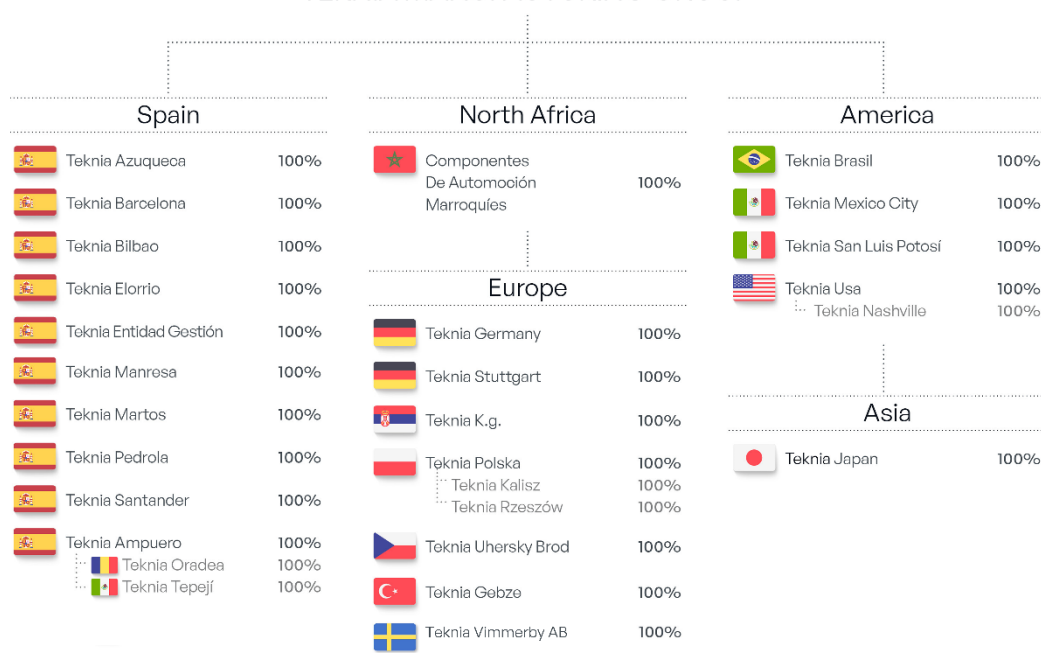 Spain
Teknia Azuqueca 100%
Teknia Barcelona 100%
Teknia Bilbao 100%
Teknia Elorrio 100%
Teknia Entidad Gestión 100%
Teknia Manresa 100%
Teknia Martos 100%
Teknia Pedrola 100%
Teknia Santander 100%
Teknia Ampuero 100%
Teknia Oradea 100%
Teknia Tepejí 100%
North Africa
Componentes
De Automoción 100%
Marroquíes
Europe
Teknia Germany 100%
Teknia Stuttgart 100%
Teknia K.g. 100%
Teknia Polska 100%
Teknia Kalisz 100%
Teknia Rzeszów 100%
Teknia Uhersky Brod 100%
Teknia Gebze 100%
Teknia Vimmerby AB 100%
America
Teknia Brasil 100%
Teknia Mexico City 100%
Teknia San Luis Potosí 100%
Teknia Usa 100%
Teknia Nashville 100%
Asia
Teknia Japan 100%